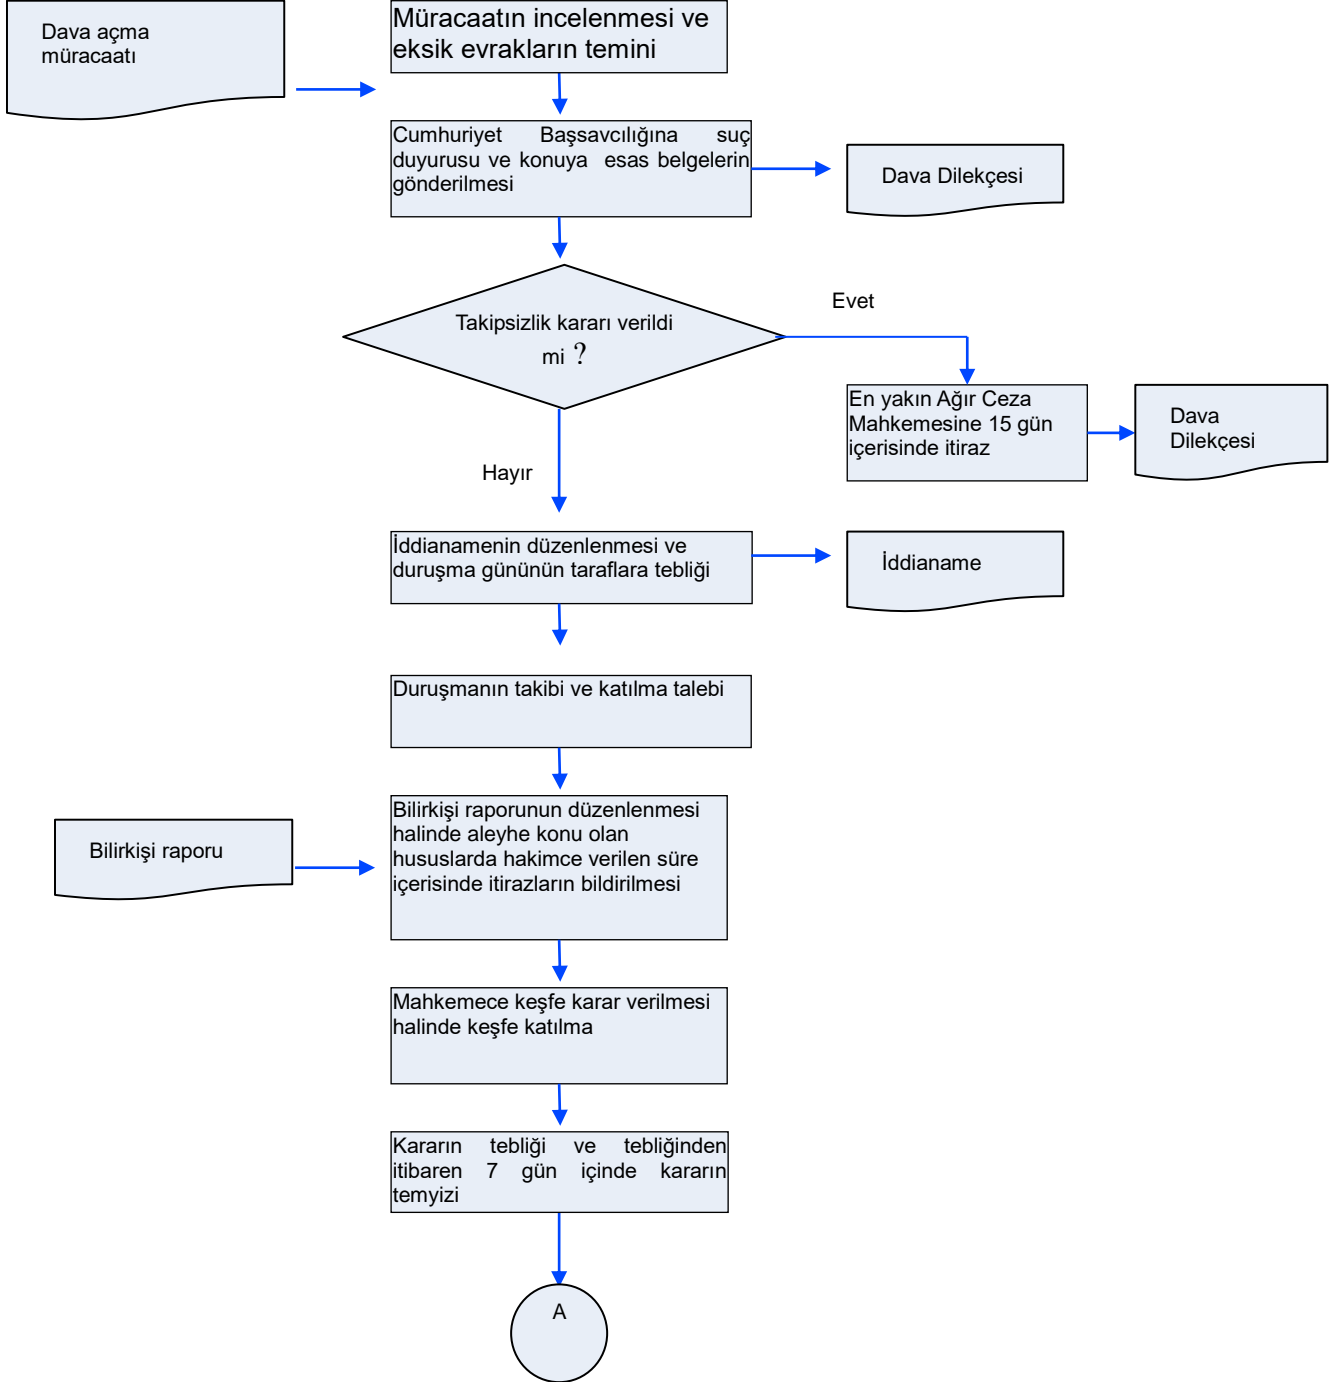 Dava açma
müracaatı
Müracaatın incelenmesi ve
eksik evrakların temini
Cumhuriyet Başsavcılığına suç
duyurusu ve konuya esas belgelerin
gönderilmesi
Dava Dilekçesi
Takipsizlik kararı verildi
mi ?
Evet
En yakın Ağır Ceza
Mahkemesine 15 gün
içerisinde itiraz
Dava
Dilekçesi
Hayır
İddianamenin düzenlenmesi ve
duruşma gününün taraflara tebliği
İddianame
Duruşmanın takibi ve katılma talebi
Bilirkişi raporunun düzenlenmesi
halinde aleyhe konu olan
hususlarda hakimce verilen süre
içerisinde itirazların bildirilmesi
Bilirkişi raporu
Mahkemece keşfe karar verilmesi
halinde keşfe katılma
Kararın tebliği ve tebliğinden
itibaren 7 gün içinde kararın
temyizi
A